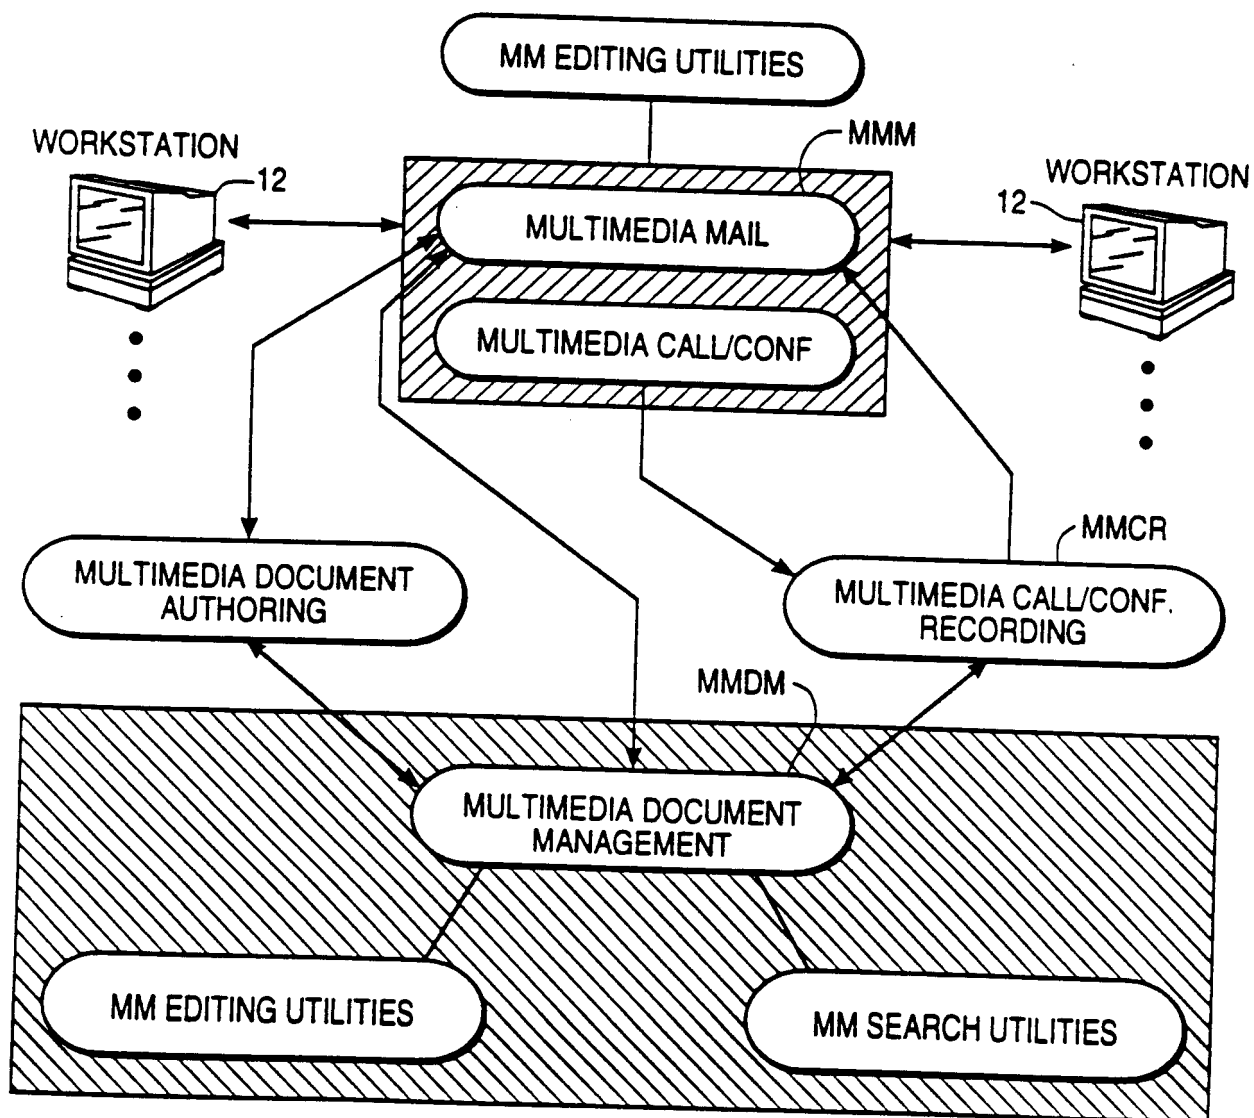 MM EDITING UTILITIES
MMM
WORKSTATION
12
WORKSTATION
12
MULTIMEDIA MAIL
MULTIMEDIA CALL/CONF
MMCR
MULTIMEDIA DOCUMENT
AUTHORING
MULTIMEDIA CALL/CONF.
RECORDING
MMDM
MULTIMEDIA DOCUMENT
MANAGEMENT
MM EDITING UTILITIES
MM SEARCH UTILITIES